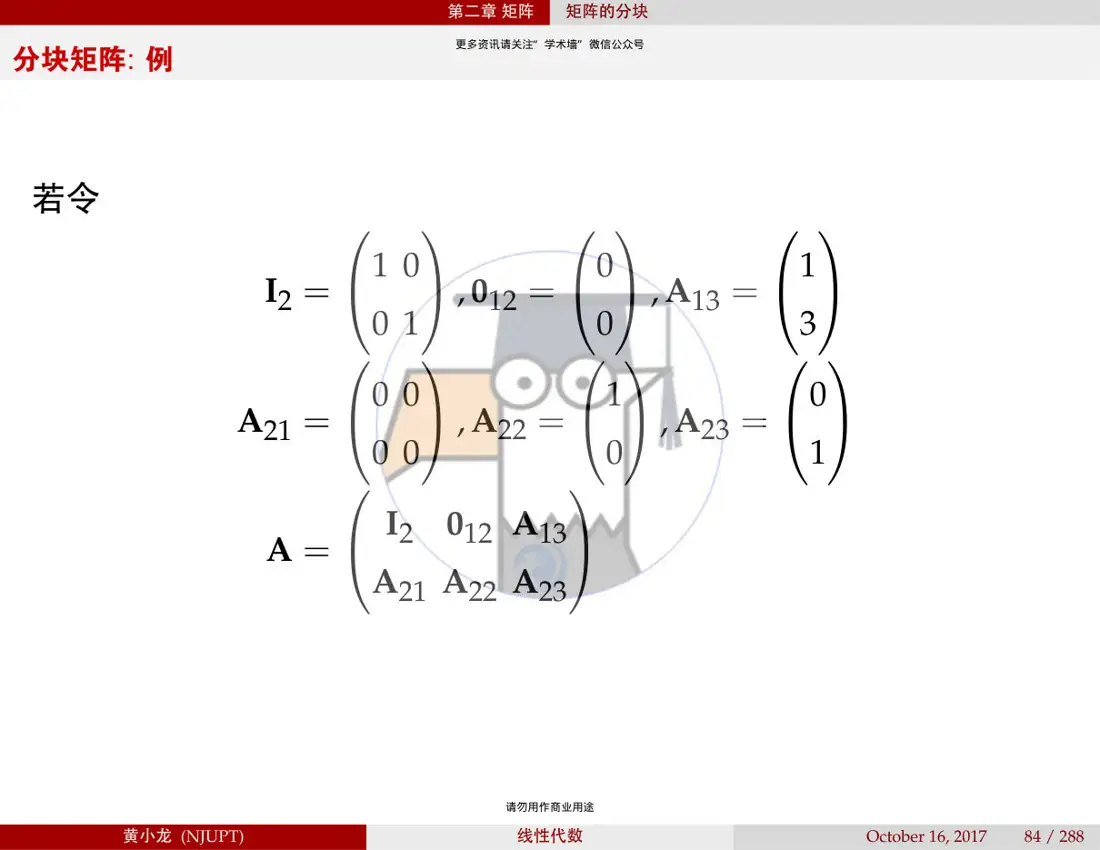 第二章 矩阵 矩阵的分块
更多资讯请关注“学术墙”微信公众号
分块矩阵: 例
若令
I₂ = (1 0; 0 1), 0₁₂ = (0; 0), A₁₃ = (1; 3)
A₂₁ = (0 0; 0 0), A₂₂ = (1; 0), A₂₃ = (0; 1)
A = (I₂ 0₁₂ A₁₃; A₂₁ A₂₂ A₂₃)
请勿用作商业用途
黄小龙 (NJUPT) 线性代数 October 16, 2017 84 / 288